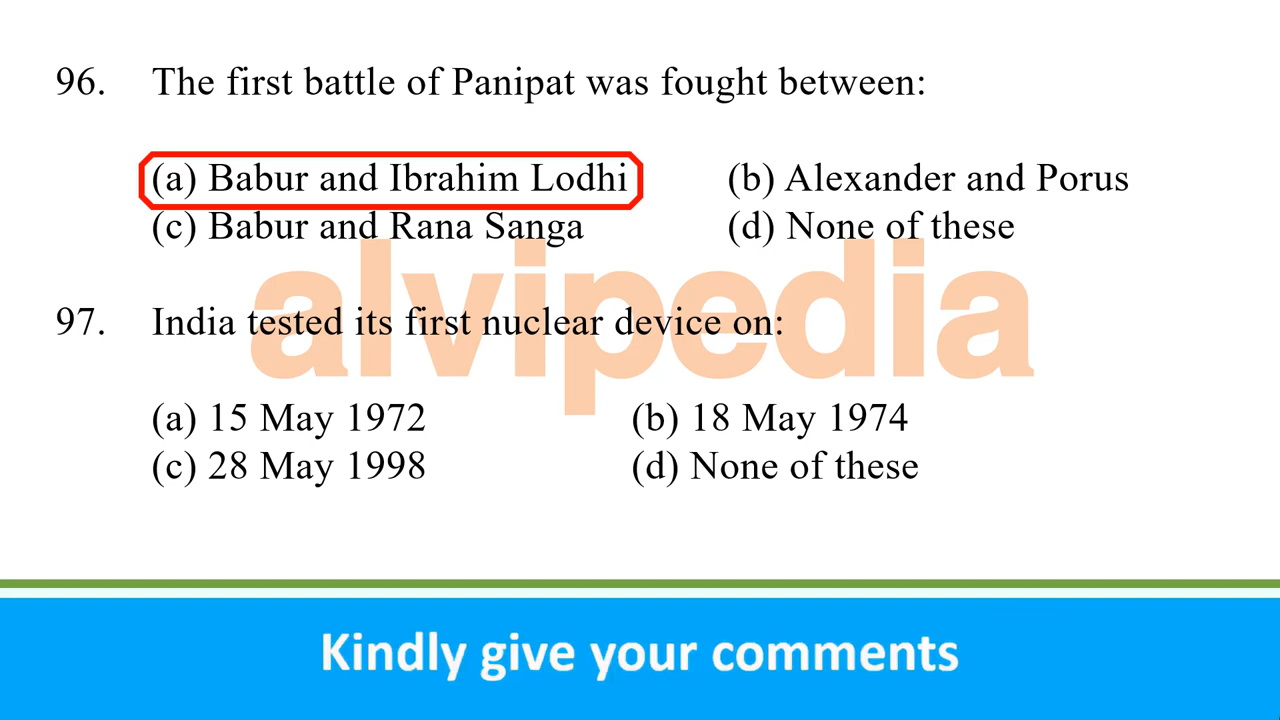 96. The first battle of Panipat was fought between:
(a) Babur and Ibrahim Lodhi (b) Alexander and Porus
(c) Babur and Rana Sanga (d) None of these
alvipedia
97. India tested its first nuclear device on:
(a) 15 May 1972 (b) 18 May 1974
(c) 28 May 1998 (d) None of these
Kindly give your comments